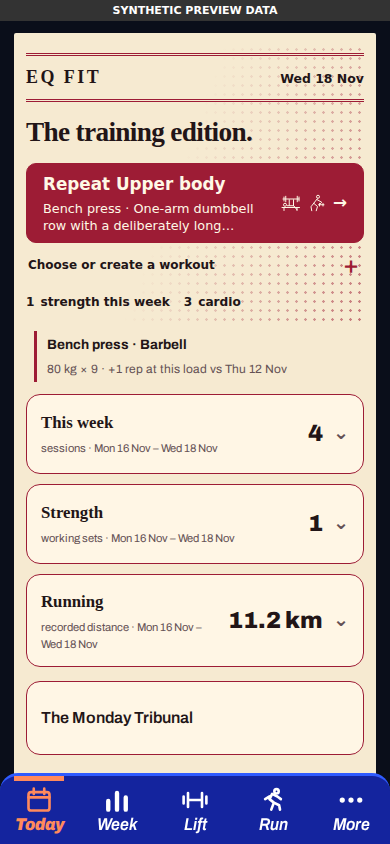 SYNTHETIC PREVIEW DATA
EQ FIT
Wed 18 Nov
The training edition.
Repeat Upper body
Bench press · One-arm dumbbell
row with a deliberately long…
→
Choose or create a workout
+
1 strength this week 3 cardio
Bench press · Barbell
80 kg × 9 · +1 rep at this load vs Thu 12 Nov
This week
4
sessions · Mon 16 Nov – Wed 18 Nov
Strength
1
working sets · Mon 16 Nov – Wed 18 Nov
Running
11.2 km
recorded distance · Mon 16 Nov –
Wed 18 Nov
The Monday Tribunal
Today
Week
Lift
Run
More